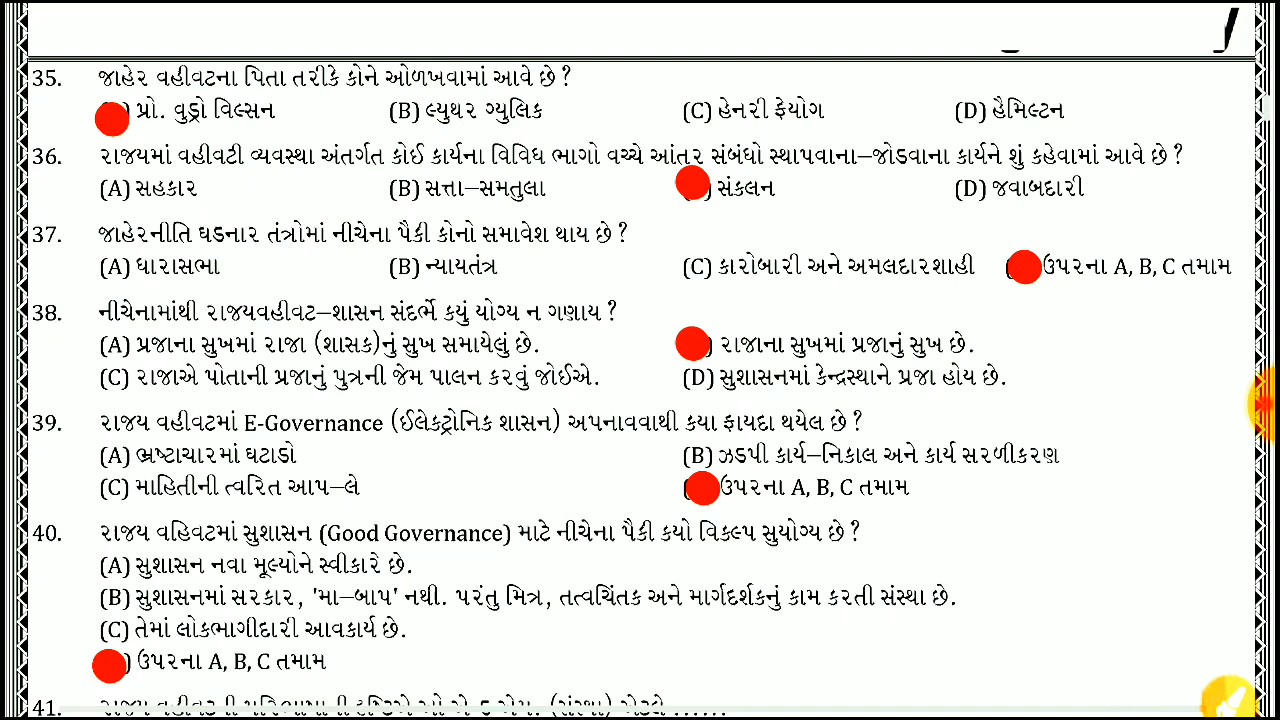 35. જાહેર વહીવટના પિતા તરીકે કોને ઓળખવામાં આવે છે ?
) પ્રો. વુડ્રો વિલ્સન (B) લ્યુથર ગ્યુલિક (C) હેનરી ફેયોગ (D) હૈમિલ્ટન
36. રાજ્યમાં વહીવટી વ્યવસ્થા અંતર્ગત કોઈ કાર્યના વિવિધ ભાગો વચ્ચે આંતર સંબંધો સ્થાપવાના–જોડવાના કાર્યને શું કહેવામાં આવે છે ?
(A) સહકાર (B) સત્તા–સમતુલા ) સંકલન (D) જવાબદારી
37. જાહેરનીતિ ઘડનાર તંત્રોમાં નીચેના પૈકી કોનો સમાવેશ થાય છે ?
(A) ધારાસભા (B) ન્યાયતંત્ર (C) કારોબારી અને અમલદારશાહી ( ઉપરના A, B, C તમામ
38. નીચેનામાંથી રાજ્યવહીવટ–શાસન સંદર્ભે કયું યોગ્ય ન ગણાય ?
(A) પ્રજાના સુખમાં રાજા (શાસક)નું સુખ સમાયેલું છે. ) રાજાના સુખમાં પ્રજાનું સુખ છે.
(C) રાજાએ પોતાની પ્રજાનું પુત્રની જેમ પાલન કરવું જોઈએ. (D) સુશાસનમાં કેન્દ્રસ્થાને પ્રજા હોય છે.
39. રાજ્ય વહીવટમાં E-Governance (ઈલેક્ટ્રોનિક શાસન) અપનાવવાથી કયા ફાયદા થયેલ છે ?
(A) ભ્રષ્ટાચારમાં ઘટાડો (B) ઝડપી કાર્ય–નિકાલ અને કાર્ય સરળીકરણ
(C) માહિતીની ત્વરિત આપ–લે ( ઉપરના A, B, C તમામ
40. રાજ્ય વહિવટમાં સુશાસન (Good Governance) માટે નીચેના પૈકી કયો વિકલ્પ સુયોગ્ય છે ?
(A) સુશાસન નવા મૂલ્યોને સ્વીકારે છે.
(B) સુશાસનમાં સરકાર, 'મા–બાપ' નથી. પરંતુ મિત્ર, તત્વચિંતક અને માર્ગદર્શકનું કામ કરતી સંસ્થા છે.
(C) તેમાં લોકભાગીદારી આવકાર્ય છે.
) ઉપરના A, B, C તમામ
41.